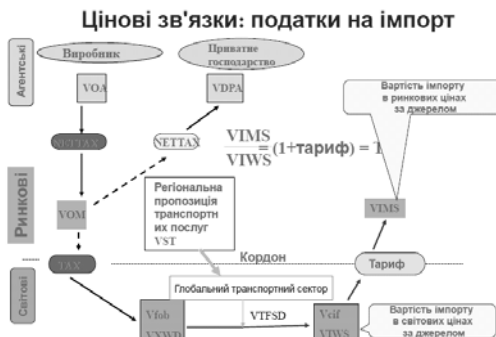 Цінові зв'язки: податки на імпорт
Агентські
Виробник
Приватне
господарство
VOA
VDPA
NETTAX
NETTAX
VIMS
VIWS
=(1+тариф) = T
Вартість імпорту
в ринкових цінах
за джерелом
Ринкові
VOM
Регіональна
пропозиція
транспортн
их послуг
VST
VIMS
TAX
Кордон
Тариф
Світові
Глобальний транспортний сектор
Vfob
VXWD
VTFSD
Vcif
VIWS
Вартість імпорту
в світових цінах
за джерелом